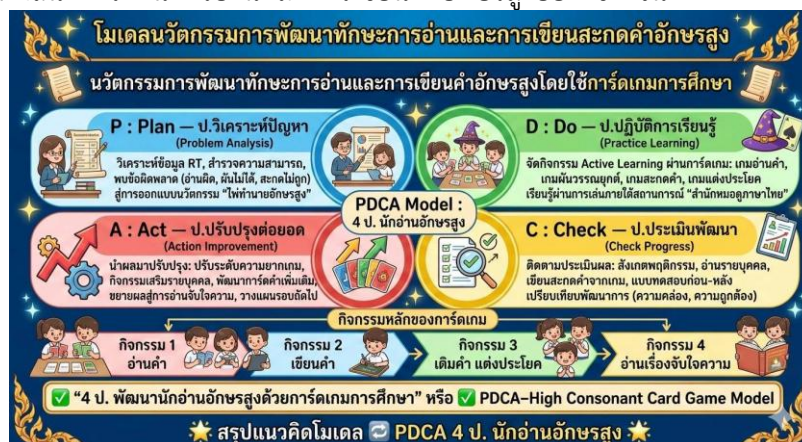 โมเดลนวัตกรรมการพัฒนาทักษะการอ่านและการเขียนสะกดคำอักษรสูง
นวัตกรรมการพัฒนาทักษะการอ่านและการเขียนคำอักษรสูงโดยใช้การ์ดเกมการศึกษา
P : Plan — ป.วิเคราะห์ปัญหา
(Problem Analysis)
วิเคราะห์ข้อมูล RT, สำรวจความสามารถ,
พบข้อผิดพลาด (อ่านผิด, ผันไม่ได้, สะกดไม่ถูก)
สู่การออกแบบนวัตกรรม "ไพ่ทำนายอักษรสูง"
D : Do — ป.ปฏิบัติการเรียนรู้
(Practice Learning)
จัดกิจกรรม Active Learning ผ่านการ์ดเกม: เกมอ่านคำ,
เกมผันวรรณยุกต์, เกมสะกดคำ, เกมแต่งประโยค
เรียนรู้ผ่านการเล่นภายใต้สถานการณ์ "สำนักหมอดูภาษาไทย"
PDCA Model :
4 ป. นักอ่านอักษรสูง
A : Act — ป.ปรับปรุงต่อยอด
(Action Improvement)
นำผลมาปรับปรุง: ปรับระดับความยากเกม,
กิจกรรมเสริมรายบุคคล, พัฒนาการ์ดคำเพิ่มเติม,
ขยายผลสู่การอ่านจับใจความ, วางแผนรอบถัดไป
C : Check — ป.ประเมินพัฒนา
(Check Progress)
ติดตามประเมินผล: สังเกตพฤติกรรม, อ่านรายบุคคล,
เขียนสะกดคำจากเกม, แบบทดสอบก่อน-หลัง
เปรียบเทียบพัฒนาการ (ความคล่อง, ความถูกต้อง)
กิจกรรมหลักของการ์ดเกม
กิจกรรม 1
อ่านคำ
กิจกรรม 2
เขียนคำ
กิจกรรม 3
เติมคำ แต่งประโยค
กิจกรรม 4
อ่านเรื่องจับใจความ
"4 ป. พัฒนานักอ่านอักษรสูงด้วยการ์ดเกมการศึกษา" หรือ PDCA–High Consonant Card Game Model
สรุปแนวคิดโมเดล PDCA 4 ป. นักอ่านอักษรสูง